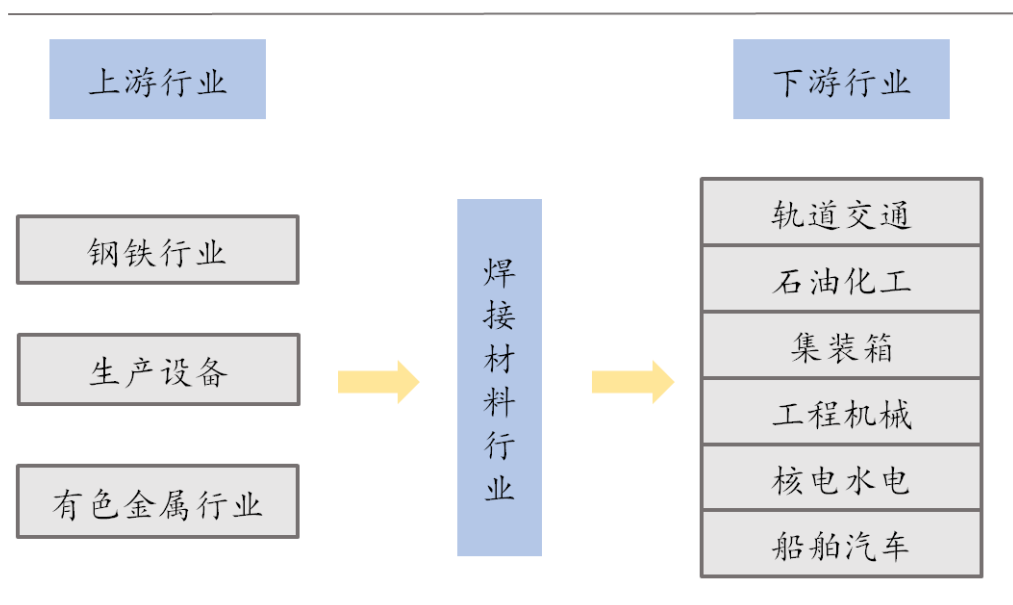 上游行业
下游行业
钢铁行业
生产设备
有色金属行业
焊接材料行业
轨道交通
石油化工
集装箱
工程机械
核电水电
船舶汽车